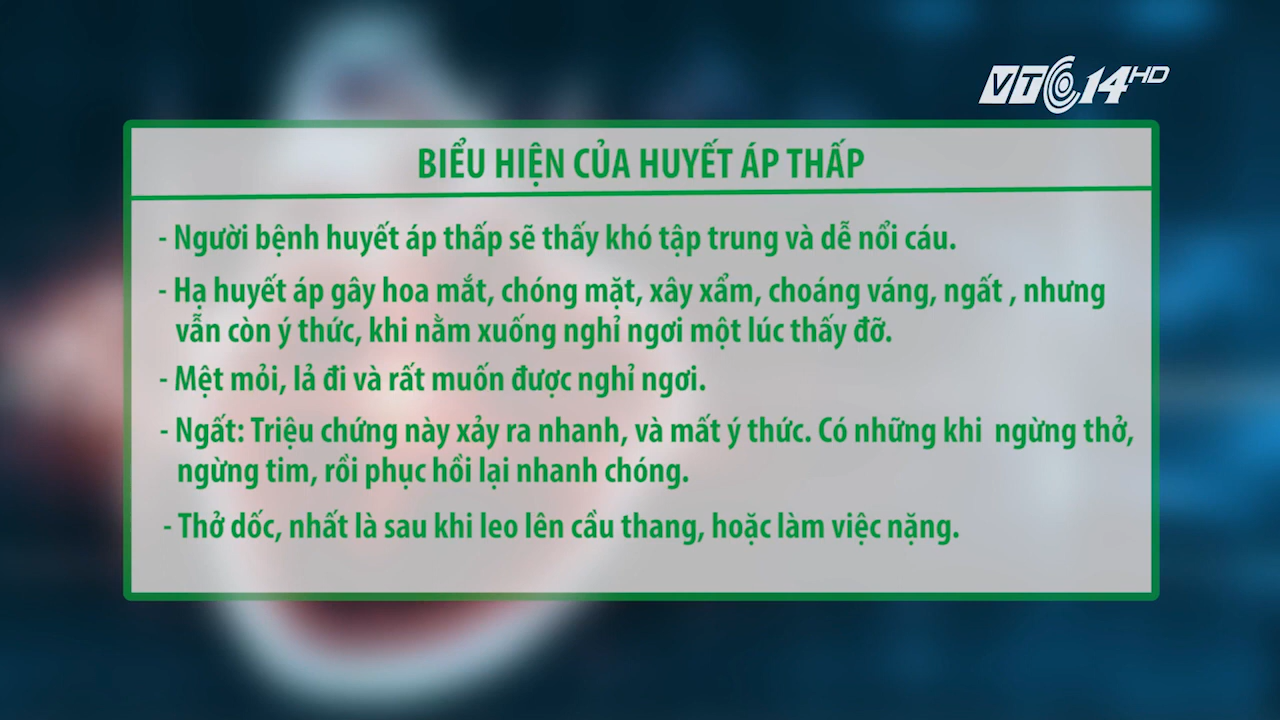 VTC14HD
BIỂU HIỆN CỦA HUYẾT ÁP THẤP
- Người bệnh huyết áp thấp sẽ thấy khó tập trung và dễ nổi cáu.
- Hạ huyết áp gây hoa mắt, chóng mặt, xây xẩm, choáng váng, ngất , nhưng
vẫn còn ý thức, khi nằm xuống nghỉ ngơi một lúc thấy đỡ.
- Mệt mỏi, lả đi và rất muốn được nghỉ ngơi.
- Ngất: Triệu chứng này xảy ra nhanh, và mất ý thức. Có những khi ngừng thở,
ngừng tim, rồi phục hồi lại nhanh chóng.
- Thở dốc, nhất là sau khi leo lên cầu thang, hoặc làm việc nặng.